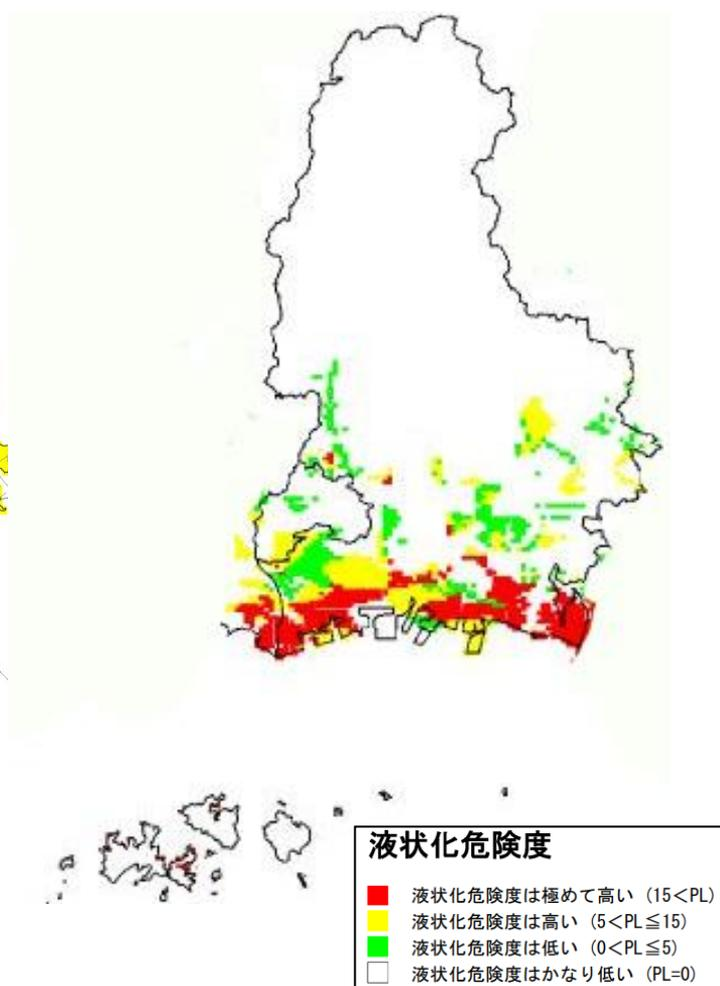 液状化危険度
液状化危険度は極めて高い (15<PL)
液状化危険度は高い (5<PL≦15)
液状化危険度は低い (0<PL≦5)
液状化危険度はかなり低い (PL=0)